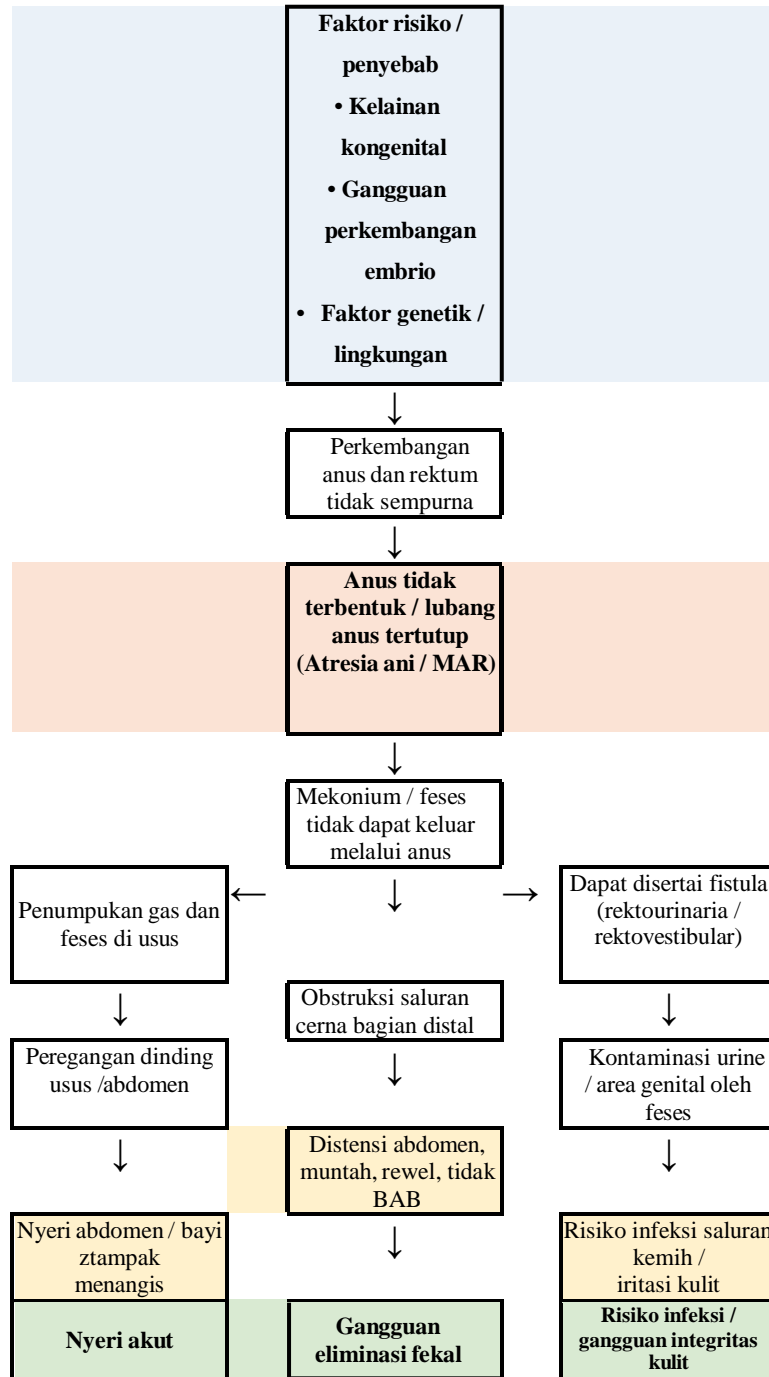 Faktor risiko /
penyebab
• Kelainan
kongenital
• Gangguan
perkembangan
embrio
• Faktor genetik /
lingkungan
↓
Perkembangan
anus dan rektum
tidak sempurna
↓
Anus tidak
terbentuk / lubang
anus tertutup
(Atresia ani / MAR)
↓
Mekonium / feses
tidak dapat keluar
melalui anus
← ↓ →
Penumpukan gas dan
feses di usus
↓
Peregangan dinding
usus /abdomen
↓
Nyeri abdomen / bayi
ztampak
menangis
Nyeri akut
Obstruksi saluran
cerna bagian distal
↓
Distensi abdomen,
muntah, rewel, tidak
BAB
↓
Gangguan
eliminasi fekal
Dapat disertai fistula
(rektourinaria /
rektovestibular)
↓
Kontaminasi urine
/ area genital oleh
feses
↓
Risiko infeksi saluran
kemih /
iritasi kulit
Risiko infeksi /
gangguan integritas
kulit